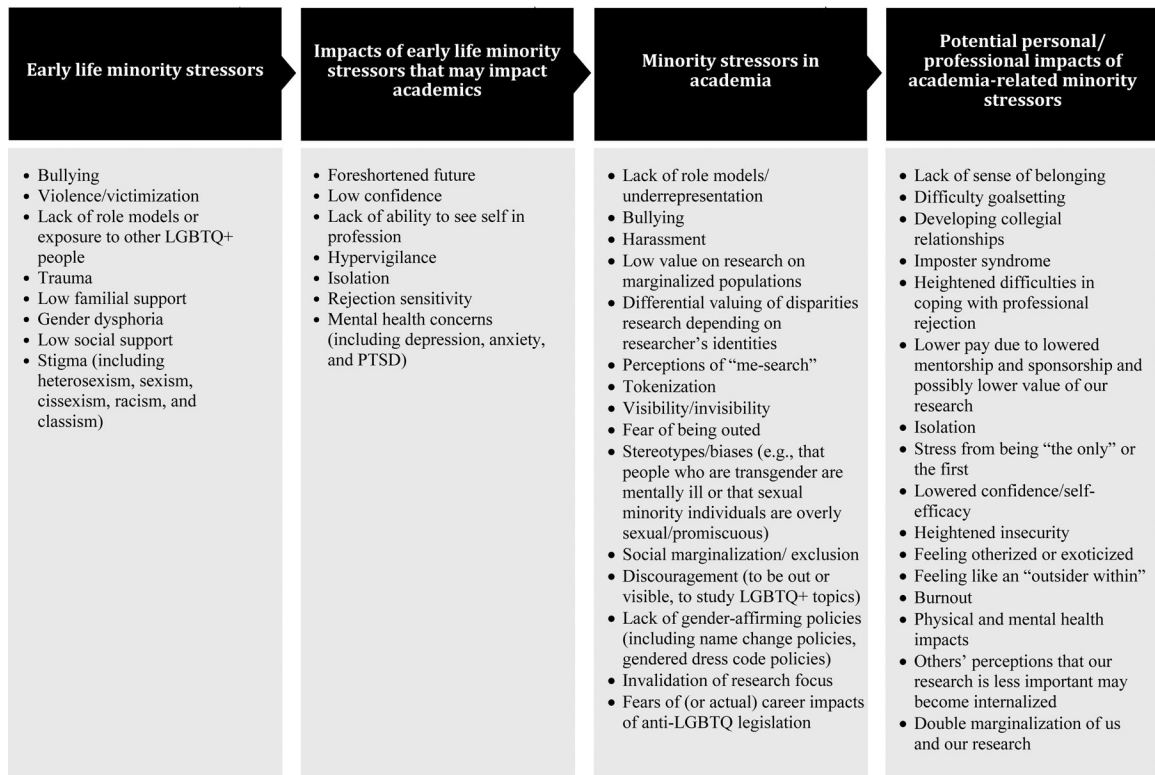 Early life minority stressors
Impacts of early life minority
stressors that may impact
academics
Minority stressors in
academia
Potential personal/
professional impacts of
academia-related minority
stressors
• Bullying
• Violence/victimization
• Lack of role models or
exposure to other LGBTQ+
people
• Trauma
• Low familial support
• Gender dysphoria
• Low social support
• Stigma (including
heterosexism, sexism,
cissexism, racism, and
classism)
• Foreshortened future
• Low confidence
• Lack of ability to see self in
profession
• Hypervigilance
• Isolation
• Rejection sensitivity
• Mental health concerns
(including depression, anxiety,
and PTSD)
• Lack of role models/
underrepresentation
• Bullying
• Harassment
• Low value on research on
marginalized populations
• Differential valuing of disparities
research depending on
researcher’s identities
• Perceptions of “me-search”
• Tokenization
• Visibility/invisibility
• Fear of being outed
• Stereotypes/biases (e.g., that
people who are transgender are
mentally ill or that sexual
minority individuals are overly
sexual/promiscuous)
• Social marginalization/ exclusion
• Discouragement (to be out or
visible, to study LGBTQ+ topics)
• Lack of gender-affirming policies
(including name change policies,
gendered dress code policies)
• Invalidation of research focus
• Fears of (or actual) career impacts
of anti-LGBTQ legislation
• Lack of sense of belonging
• Difficulty goalsetting
• Developing collegial
relationships
• Imposter syndrome
• Heightened difficulties in
coping with professional
rejection
• Lower pay due to lowered
mentorship and sponsorship and
possibly lower value of our
research
• Isolation
• Stress from being “the only” or
the first
• Lowered confidence/self-
efficacy
• Heightened insecurity
• Feeling otherized or exoticized
• Feeling like an “outsider within”
• Burnout
• Physical and mental health
impacts
• Others’ perceptions that our
research is less important may
become internalized
• Double marginalization of us
and our research